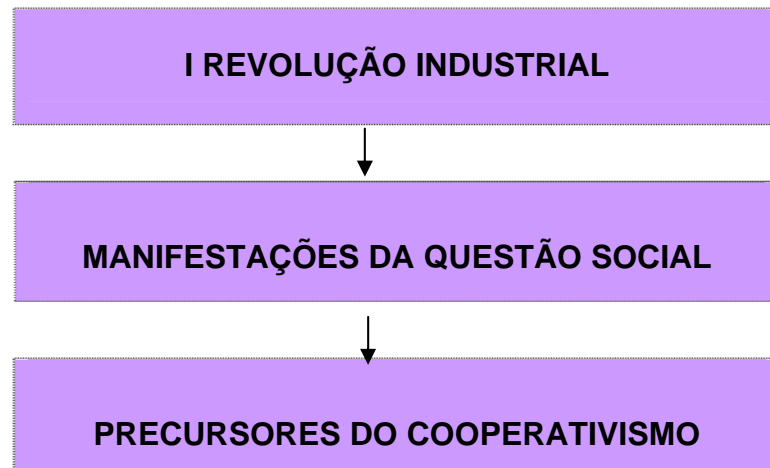 I REVOLUÇÃO INDUSTRIAL
MANIFESTAÇÕES DA QUESTÃO SOCIAL
PRECURSORES DO COOPERATIVISMO